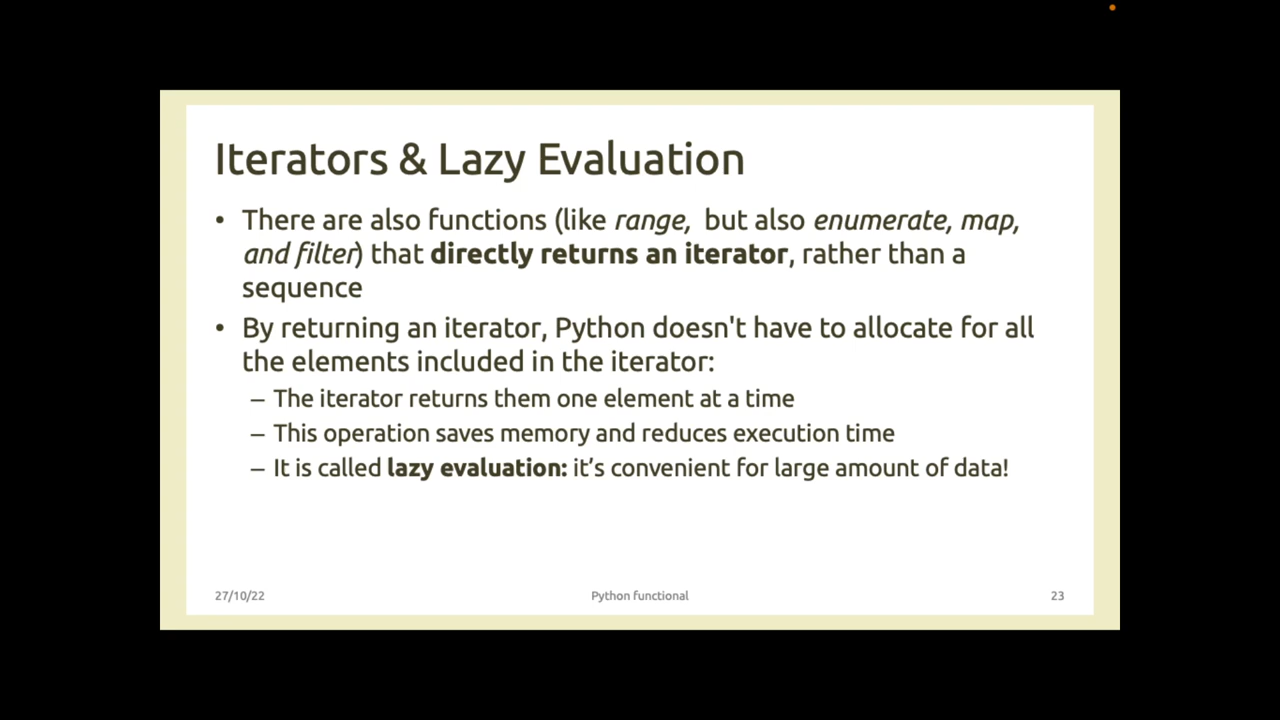 Iterators & Lazy Evaluation
• There are also functions (like range, but also enumerate, map,
and filter) that directly returns an iterator, rather than a
sequence
• By returning an iterator, Python doesn't have to allocate for all
the elements included in the iterator:
– The iterator returns them one element at a time
– This operation saves memory and reduces execution time
– It is called lazy evaluation: it’s convenient for large amount of data!
27/10/22
Python functional
23